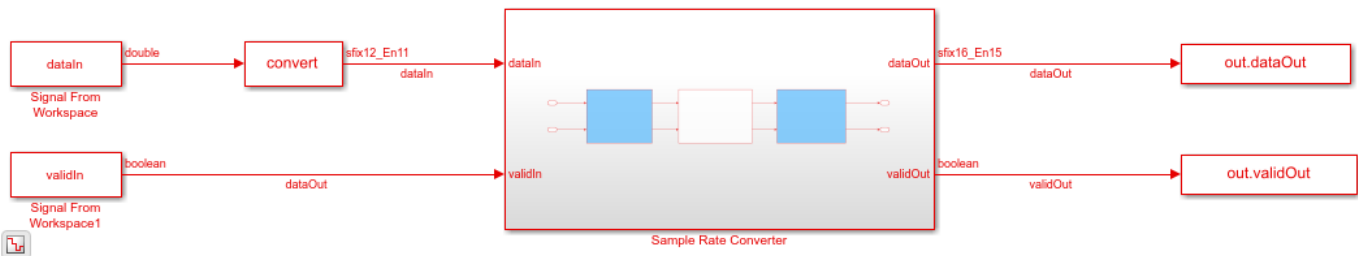 dataIn
Signal From
Workspace
double
convert
sfix12_En11
dataIn
dataIn
dataOut
sfix16_En15
dataOut
out.dataOut
validIn
Signal From
Workspace1
boolean
dataOut
validIn
validOut
boolean
validOut
out.validOut
Sample Rate Converter